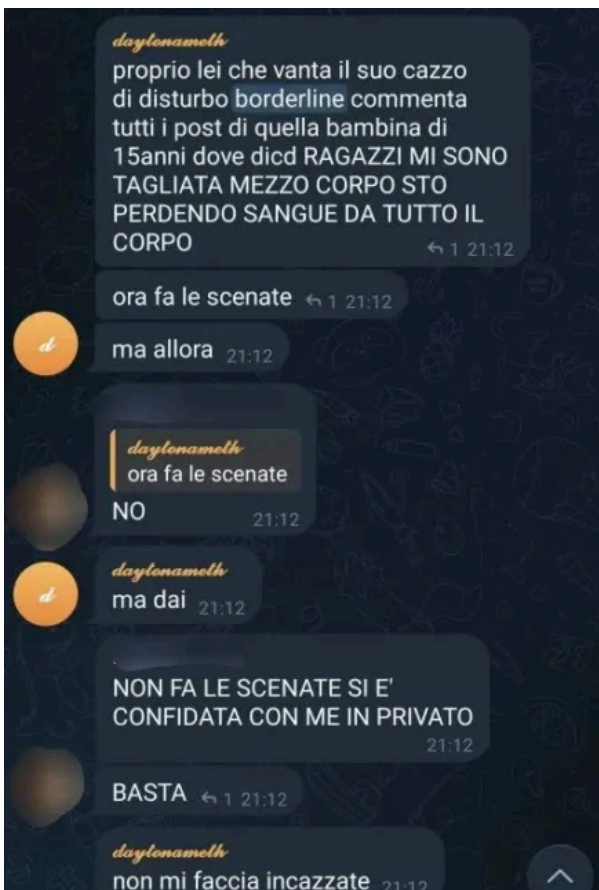 daytonameth
proprio lei che vanta il suo cazzo
di disturbo borderline commenta
tutti i post di quella bambina di
15anni dove dicd RAGAZZI MI SONO
TAGLIATA MEZZO CORPO STO
PERDENDO SANGUE DA TUTTO IL
CORPO
1 21:12
ora fa le scenate 1 21:12
d
ma allora 21:12
daytonameth
ora fa le scenate
NO
21:12
daytonameth
d
ma dai 21:12
NON FA LE SCENATE SI E'
CONFIDATA CON ME IN PRIVATO
21:12
BASTA 1 21:12
daytonameth
non mi faccia incazzate 21:12